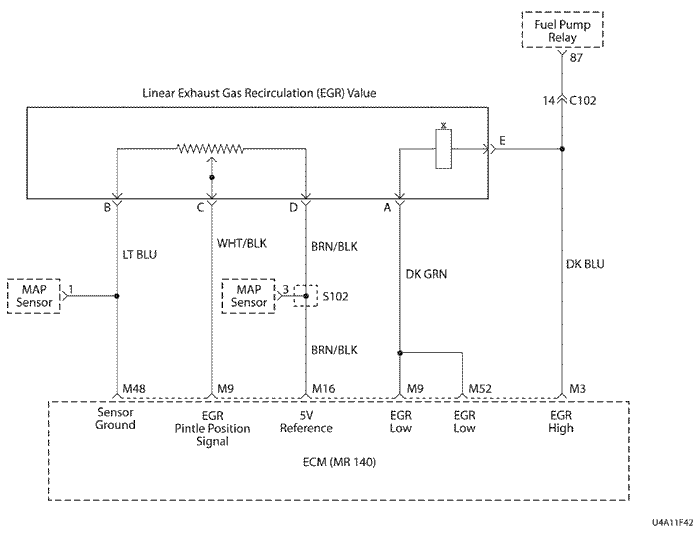 Fuel Pump
Relay
87
14 C102
Linear Exhaust Gas Recirculation (EGR) Value
x
E
B C D A
LT BLU
WHT/BLK
BRN/BLK
DK GRN
DK BLU
MAP
Sensor
1
MAP
Sensor
3
S102
BRN/BLK
M48 M9 M16 M9 M52 M3
Sensor
Ground
EGR
Pintle Position
Signal
5V
Reference
EGR
Low
EGR
Low
EGR
High
ECM (MR 140)
U4A11F42